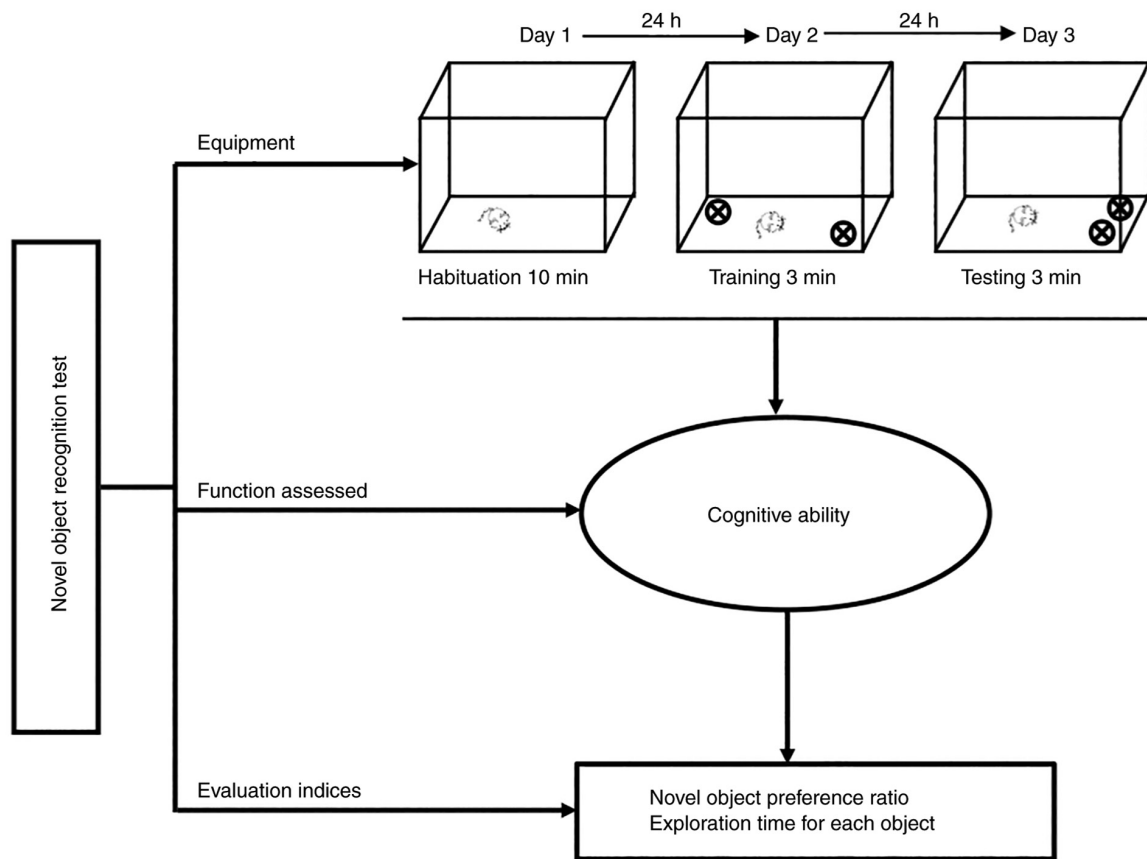 24 h
24 h
Day 1
Day 2
Day 3
Equipment
Habituation 10 min
Training 3 min
Testing 3 min
Novel object recognition test
Function assessed
Cognitive ability
Evaluation indices
Novel object preference ratio
Exploration time for each object